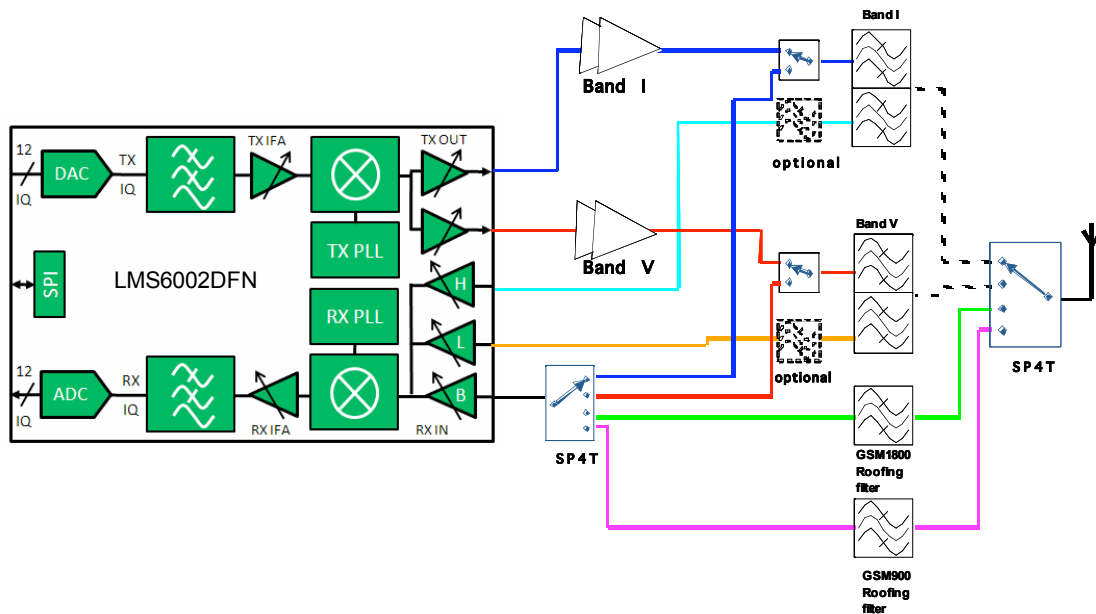 Band I
Band I
optional
12
IQ
DAC
TX
IQ
TX IFA
TX OUT
TX PLL
SPI
LMS6002DFN
RX PLL
H
L
B
12
IQ
ADC
RX
IQ
RX IFA
RX IN
Band V
Band V
optional
SP4T
SP4T
GSM1800
Roofing
filter
GSM900
Roofing
filter